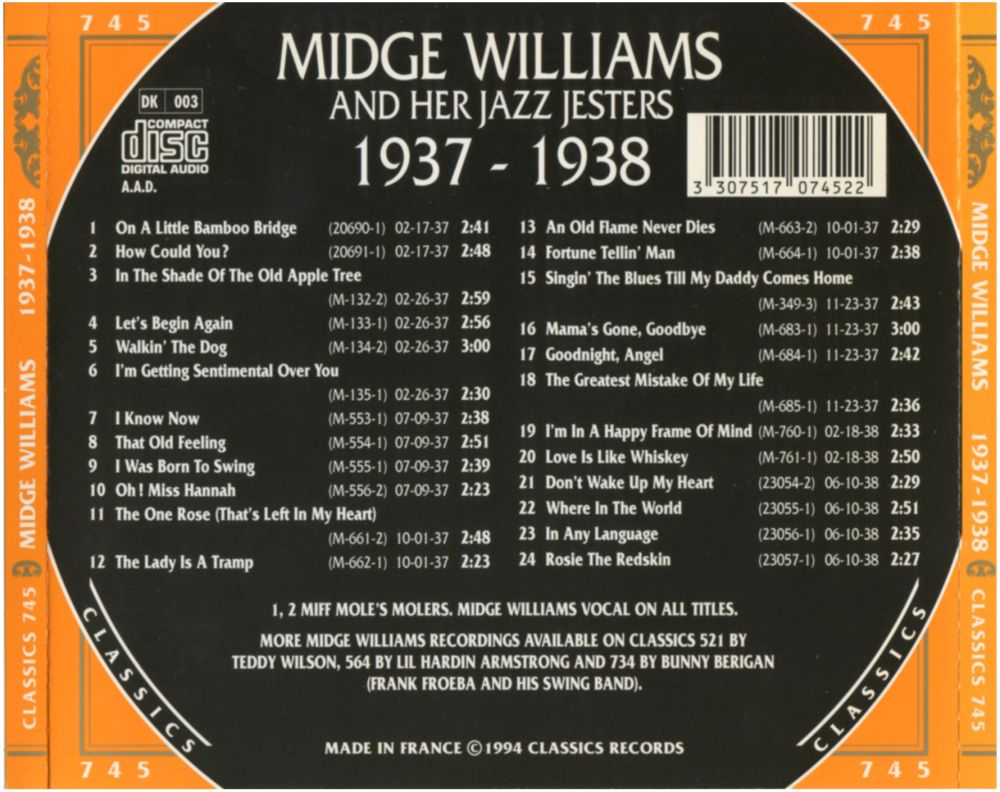 7 4 5
7 4 5
MIDGE WILLIAMS
AND HER JAZZ JESTERS
1937 - 1938
DK 003
COMPACT
disc
DIGITAL AUDIO
A.A.D.
3 307517 074522
1 On A Little Bamboo Bridge (20690-1) 02-17-37 2:41
2 How Could You? (20691-1) 02-17-37 2:48
3 In The Shade Of The Old Apple Tree
(M-132-2) 02-26-37 2:59
4 Let's Begin Again (M-133-1) 02-26-37 2:56
5 Walkin' The Dog (M-134-2) 02-26-37 3:00
6 I'm Getting Sentimental Over You
(M-135-1) 02-26-37 2:30
7 I Know Now (M-553-1) 07-09-37 2:38
8 That Old Feeling (M-554-1) 07-09-37 2:51
9 I Was Born To Swing (M-555-1) 07-09-37 2:39
10 Oh! Miss Hannah (M-556-2) 07-09-37 2:23
11 The One Rose (That's Left In My Heart)
(M-661-2) 10-01-37 2:48
12 The Lady Is A Tramp (M-662-1) 10-01-37 2:23
13 An Old Flame Never Dies (M-663-2) 10-01-37 2:29
14 Fortune Tellin' Man (M-664-1) 10-01-37 2:38
15 Singin' The Blues Till My Daddy Comes Home
(M-349-3) 11-23-37 2:43
16 Mama's Gone, Goodbye (M-683-1) 11-23-37 3:00
17 Goodnight, Angel (M-684-1) 11-23-37 2:42
18 The Greatest Mistake Of My Life
(M-685-1) 11-23-37 2:36
19 I'm In A Happy Frame Of Mind (M-760-1) 02-18-38 2:33
20 Love Is Like Whiskey (M-761-1) 02-18-38 2:50
21 Don't Wake Up My Heart (23054-2) 06-10-38 2:29
22 Where In The World (23055-1) 06-10-38 2:51
23 In Any Language (23056-1) 06-10-38 2:35
24 Rosie The Redskin (23057-1) 06-10-38 2:27
1, 2 MIFF MOLE'S MOLERS. MIDGE WILLIAMS VOCAL ON ALL TITLES.
MORE MIDGE WILLIAMS RECORDINGS AVAILABLE ON CLASSICS 521 BY
TEDDY WILSON, 564 BY LIL HARDIN ARMSTRONG AND 734 BY BUNNY BERIGAN
(FRANK FROEBA AND HIS SWING BAND).
MADE IN FRANCE © 1994 CLASSICS RECORDS
CLASSICS
CLASSICS
7 4 5
7 4 5
CLASSICS 745 MIDGE WILLIAMS 1937-1938
MIDGE WILLIAMS 1937-1938 CLASSICS 745